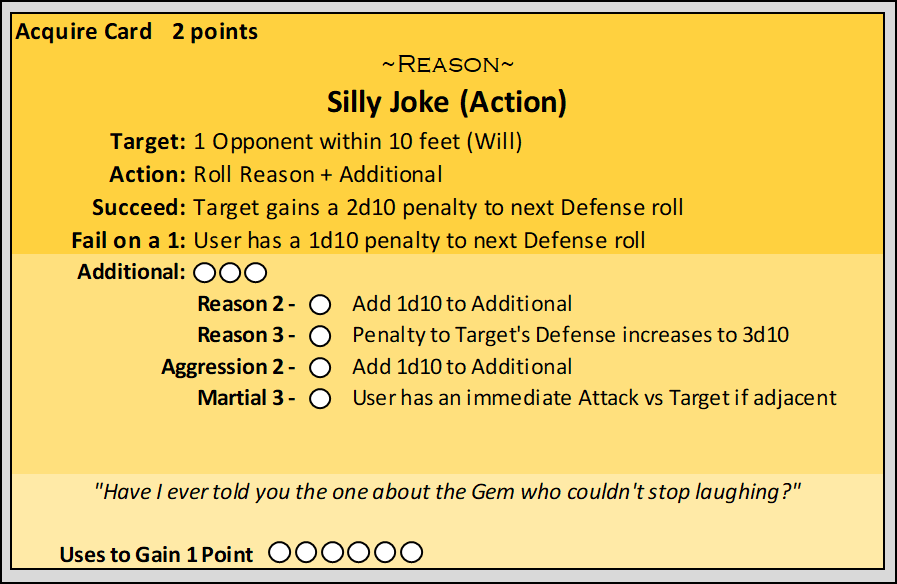 Acquire Card 2 points
~REASON~
Silly Joke (Action)
Target: 1 Opponent within 10 feet (Will)
Action: Roll Reason + Additional
Succeed: Target gains a 2d10 penalty to next Defense roll
Fail on a 1: User has a 1d10 penalty to next Defense roll
Additional:
Reason 2 - Add 1d10 to Additional
Reason 3 - Penalty to Target's Defense increases to 3d10
Aggression 2 - Add 1d10 to Additional
Martial 3 - User has an immediate Attack vs Target if adjacent
"Have I ever told you the one about the Gem who couldn't stop laughing?"
Uses to Gain 1 Point